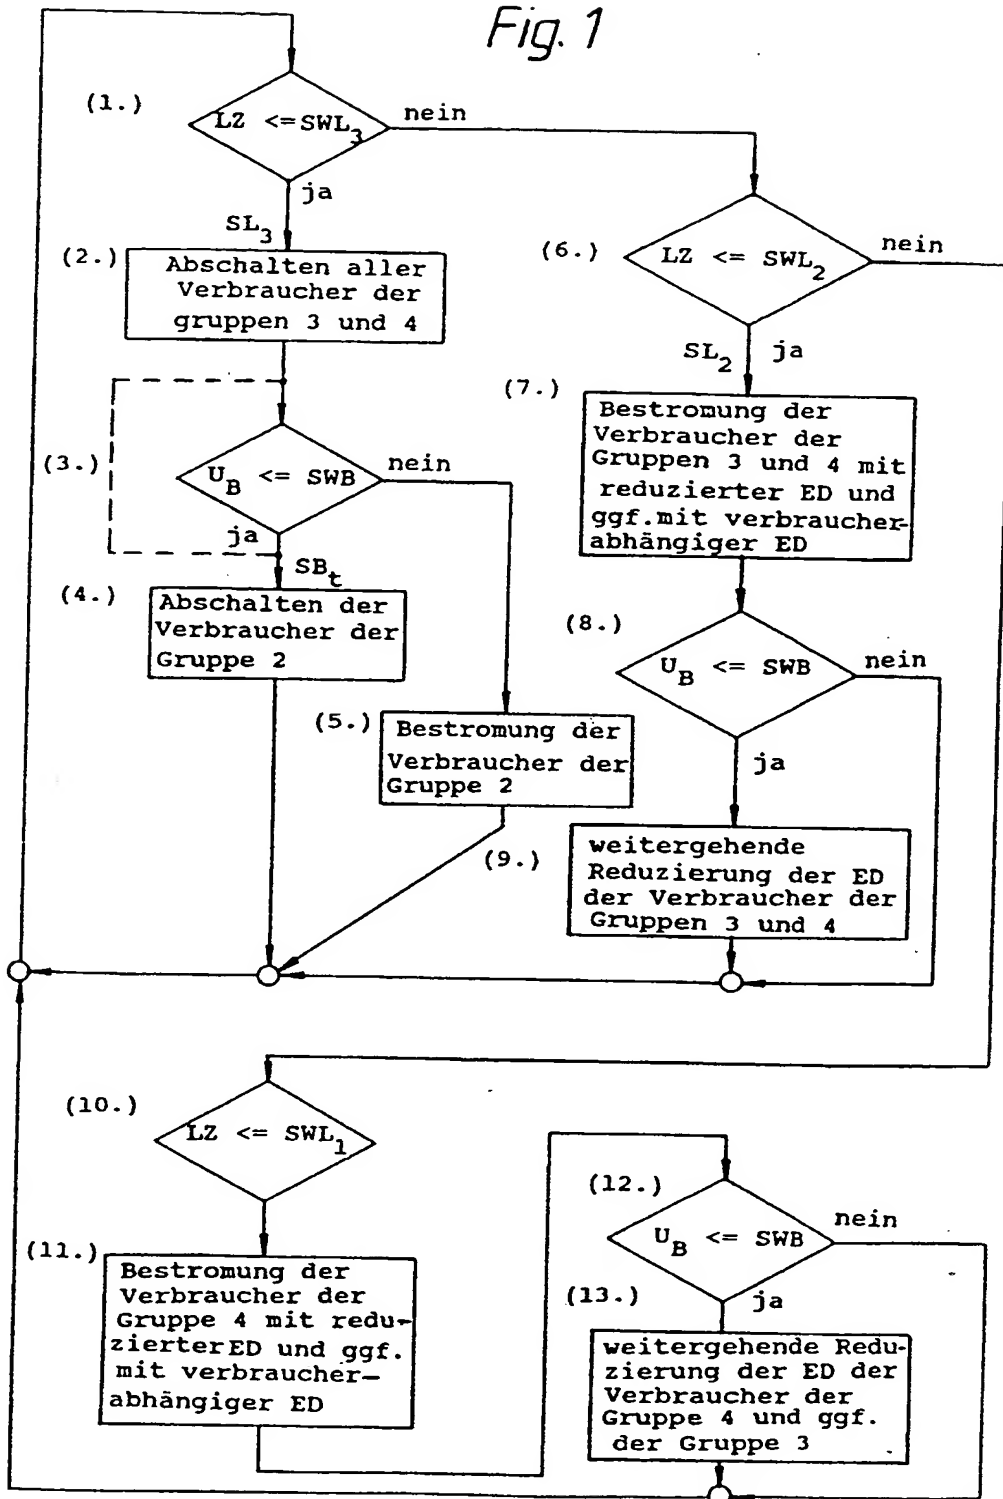 Fig. 1
(1.)
LZ <=SWL3
nein
ja
SL3
(2.)
Abschalten aller
Verbraucher der
gruppen 3 und 4
(3.)
UB <= SWB
nein
ja
SBt
(4.)
Abschalten der
Verbraucher der
Gruppe 2
(5.)
Bestromung der
Verbraucher der
Gruppe 2
(6.)
LZ <= SWL2
nein
SL2
ja
(7.)
Bestromung der
Verbraucher der
Gruppen 3 und 4 mit
reduzierter ED und
ggf.mit verbraucher-
abhängiger ED
(8.)
UB <= SWB
nein
ja
(9.)
weitergehende
Reduzierung der ED
der Verbraucher der
Gruppen 3 und 4
(10.)
LZ <= SWL1
(11.)
Bestromung der
Verbraucher der
Gruppe 4 mit redu-
zierter ED und ggf.
mit verbraucher-
abhängiger ED
(12.)
UB <= SWB
nein
ja
(13.)
weitergehende Redu-
zierung der ED der
Verbraucher der
Gruppe 4 und ggf.
der Gruppe 3